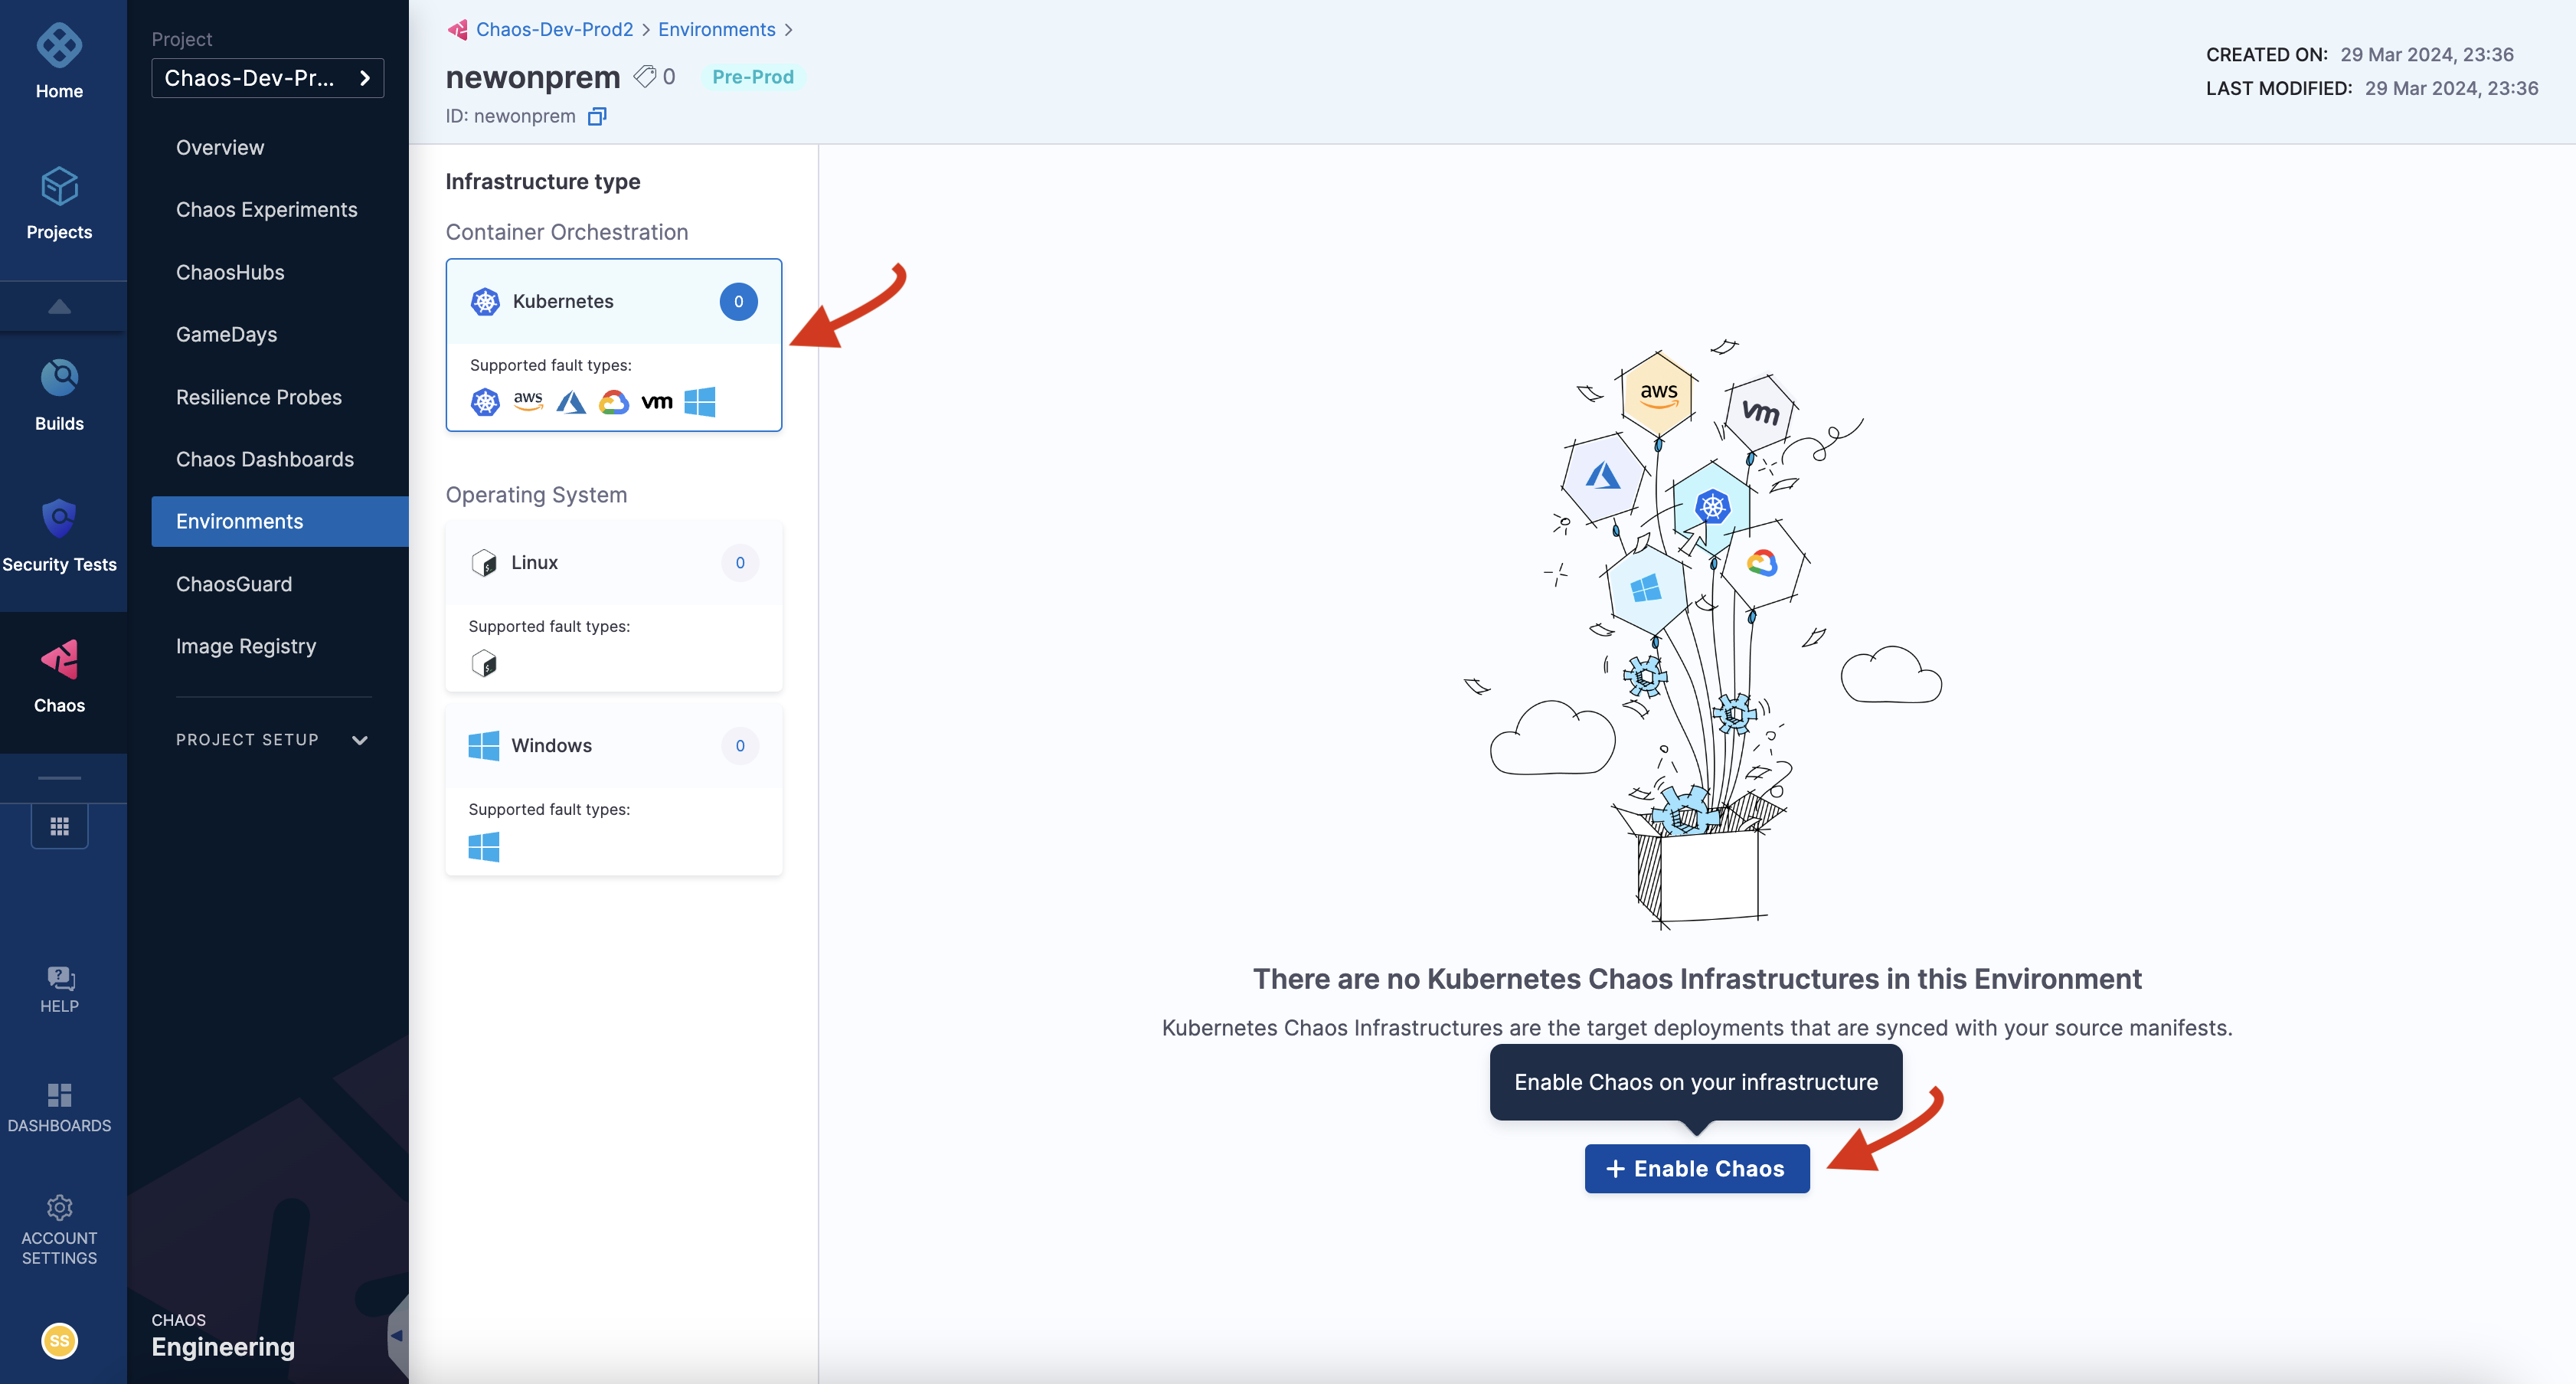 Home
Projects
Builds
Security Tests
Chaos
HELP
DASHBOARDS
ACCOUNT
SETTINGS
SS
Project
Chaos-Dev-Pr...
Overview
Chaos Experiments
ChaosHubs
GameDays
Resilience Probes
Chaos Dashboards
Environments
ChaosGuard
Image Registry
PROJECT SETUP
CHAOS
Engineering
Chaos-Dev-Prod2 > Environments >
newonprem 0 Pre-Prod
ID: newonprem
CREATED ON: 29 Mar 2024, 23:36
LAST MODIFIED: 29 Mar 2024, 23:36
Infrastructure type
Container Orchestration
Kubernetes 0
Supported fault types:
aws vm
Operating System
Linux 0
Supported fault types:
Windows 0
Supported fault types:
aws
vm
There are no Kubernetes Chaos Infrastructures in this Environment
Kubernetes Chaos Infrastructures are the target deployments that are synced with your source manifests.
Enable Chaos on your infrastructure
+ Enable Chaos